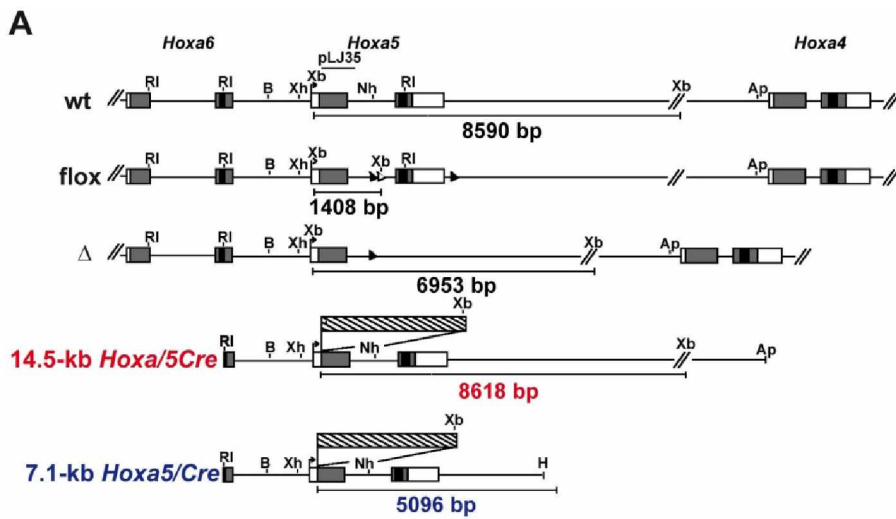 A
Hoxa6 Hoxa5 Hoxa4
pLJ35
RI RI B Xh Xb Nh RI Xb Ap
wt
8590 bp
RI RI B Xh Xb Xb RI Ap
flox
1408 bp
RI RI B Xh Xb Xb Ap
Δ
6953 bp
Xb
RI B Xh Nh Xb Ap
14.5-kb Hoxa/5Cre
8618 bp
Xb
RI B Xh Nh H
7.1-kb Hoxa5/Cre
5096 bp